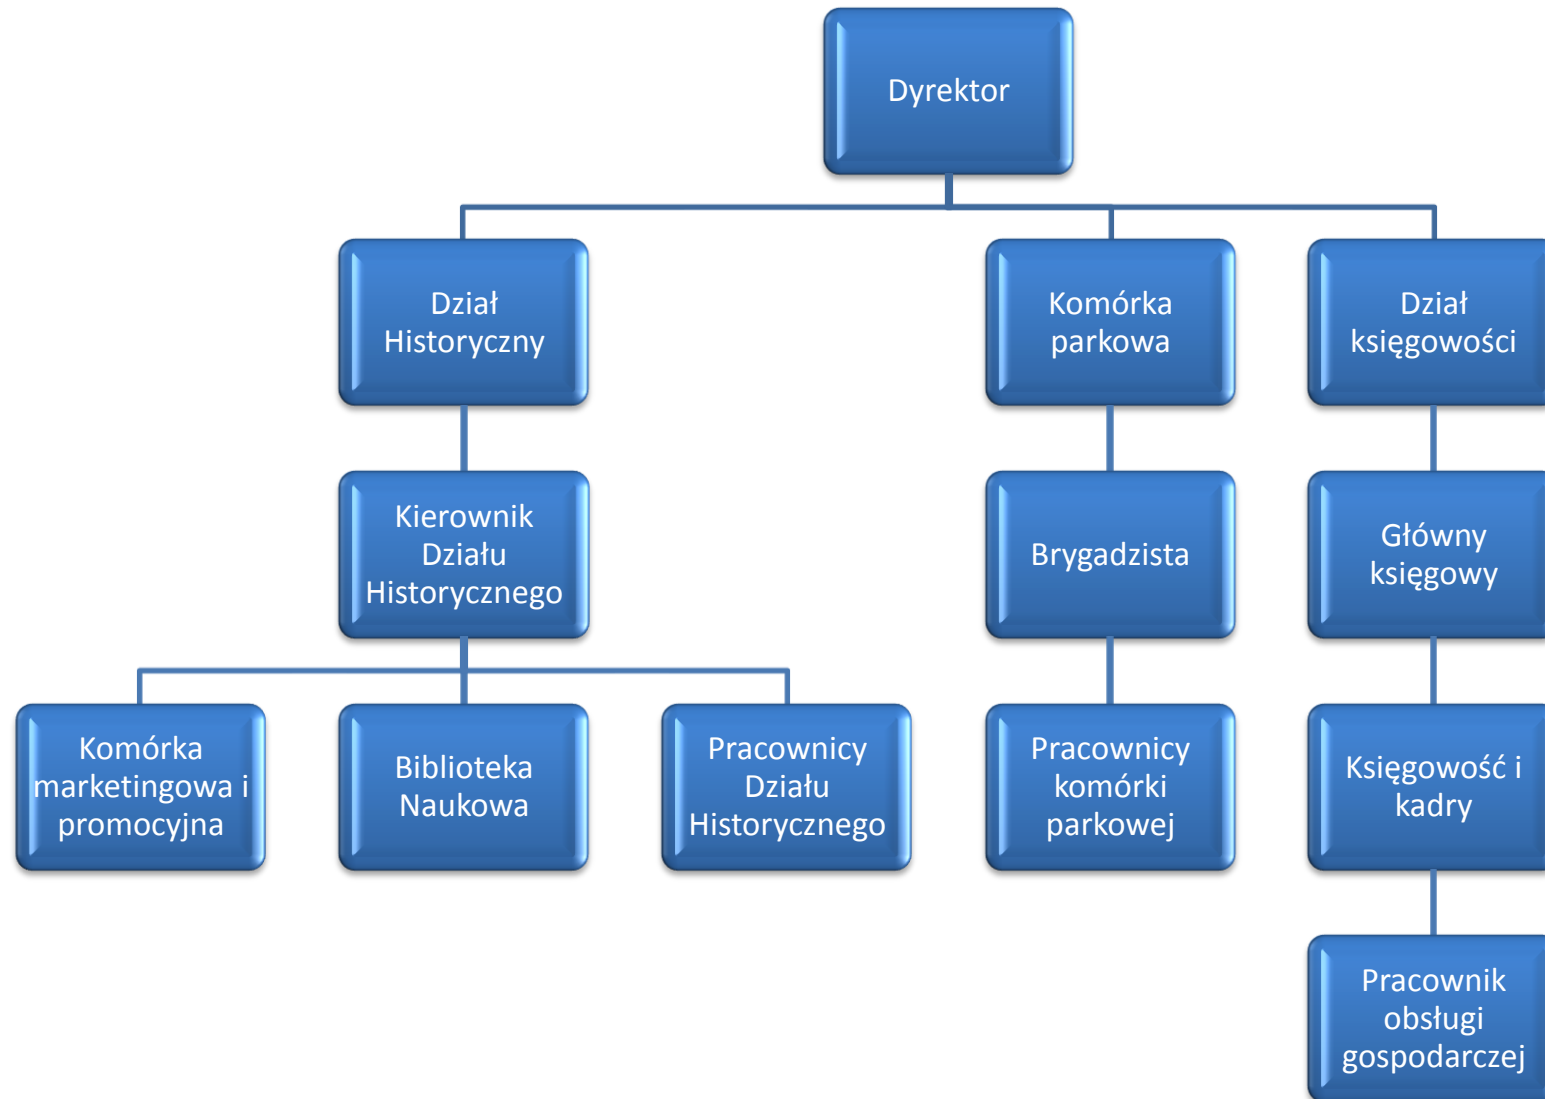 Dyrektor
Dział
Historyczny
Komórka
parkowa
Dział
księgowości
Kierownik
Działu
Historycznego
Brygadzista
Główny
księgowy
Komórka
marketingowa i
promocyjna
Biblioteka
Naukowa
Pracownicy
Działu
Historycznego
Pracownicy
komórki
parkowej
Księgowość i
kadry
Pracownik
obsługi
gospodarczej